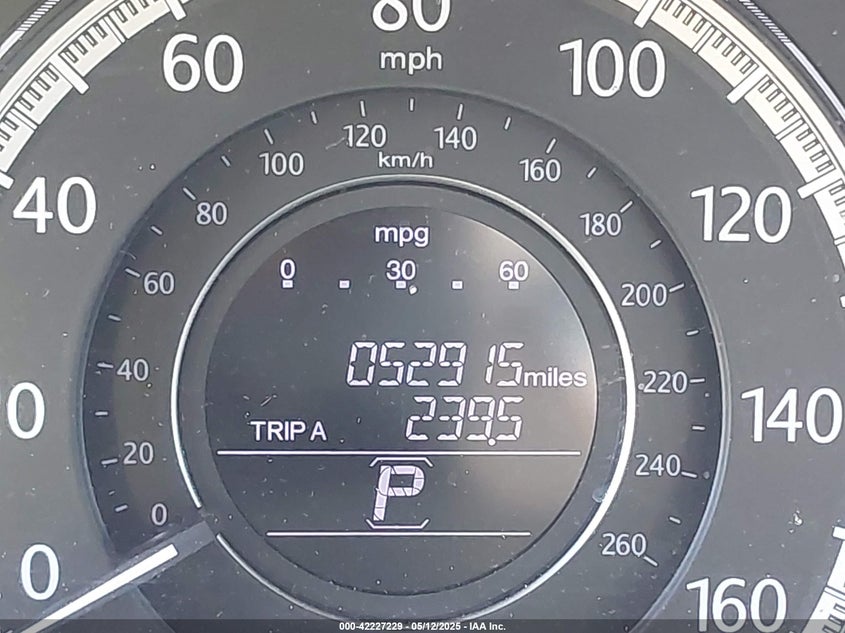 80
60 mph 100
120 140
100 km/h 160
40 80 180 120
mpg
60 0 30 60 200
40 052915 miles 220
0 239.5 140
TRIP A
20 240
P
0 260
0 160
000-42227229 - 05/12/2025 - IAA Inc.